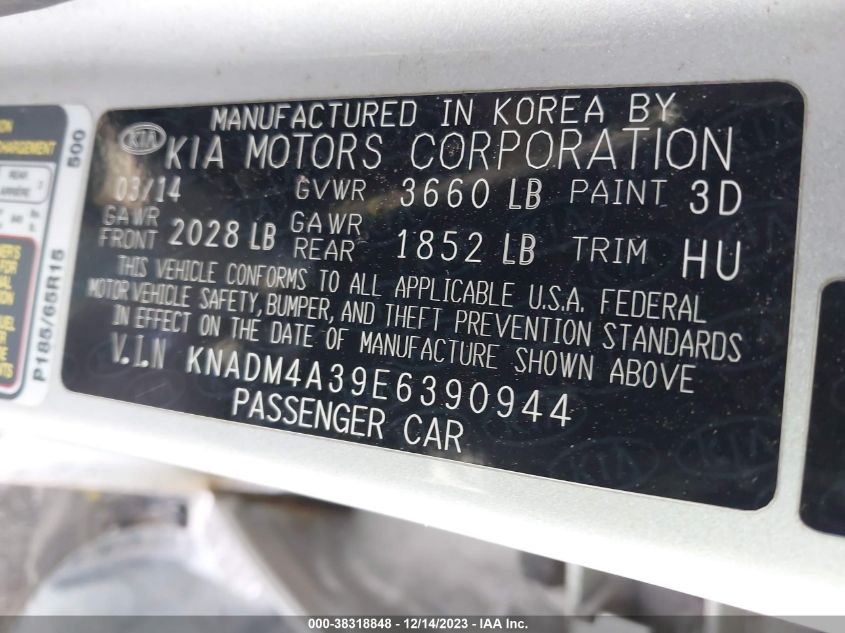 MANUFACTURED IN KOREA BY
KIA KIA MOTORS CORPORATION
03/14 GVWR 3660 LB PAINT 3D
GAWR FRONT 2028 LB GAWR REAR 1852 LB TRIM HU
THIS VEHICLE CONFORMS TO ALL APPLICABLE U.S.A. FEDERAL
MOTOR VEHICLE SAFETY, BUMPER, AND THEFT PREVENTION STANDARDS
IN EFFECT ON THE DATE OF MANUFACTURE SHOWN ABOVE
V.I.N KNADM4A39E6390944
PASSENGER CAR
P185/65R15 500
REAR
000-38318848 - 12/14/2023 - IAA Inc.